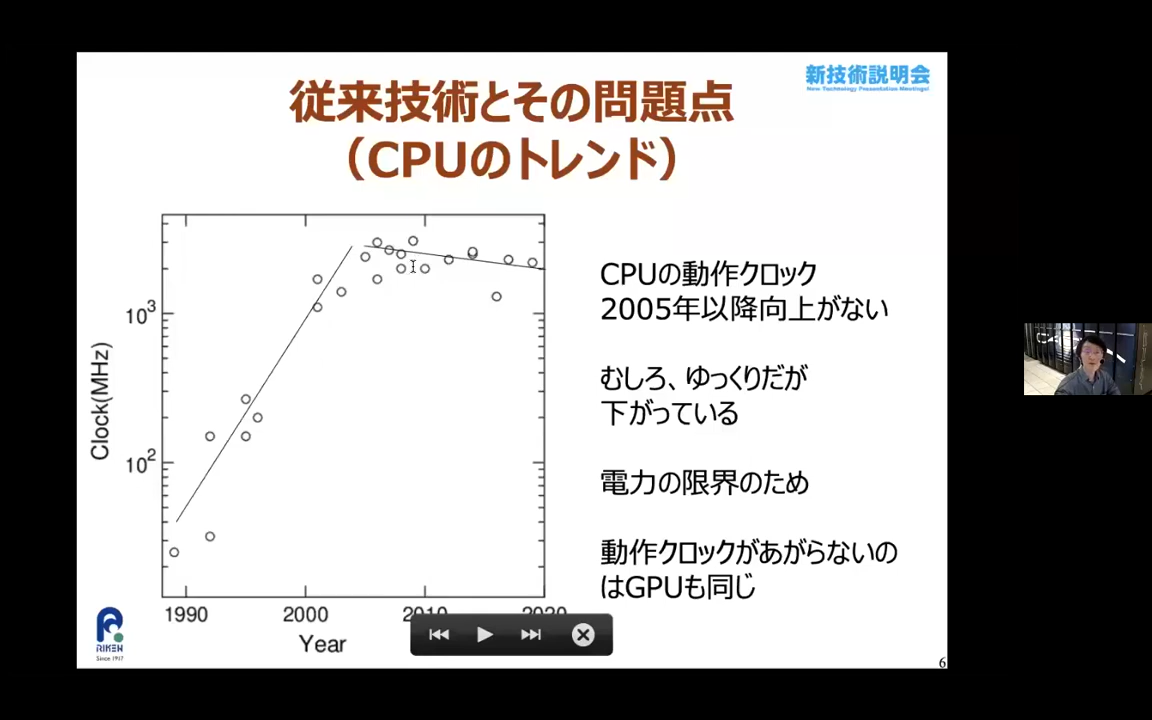 新技術説明会
New Technology Presentation Meetings!
従来技術とその問題点
（CPUのトレンド）
CPUの動作クロック
2005年以降向上がない
むしろ、ゆっくりだが
下がっている
電力の限界のため
動作クロックがあがらないの
はGPUも同じ
Clock(MHz)
10³
10²
1990 2000 2010 2020
Year
RIKEN
Since 1917
6